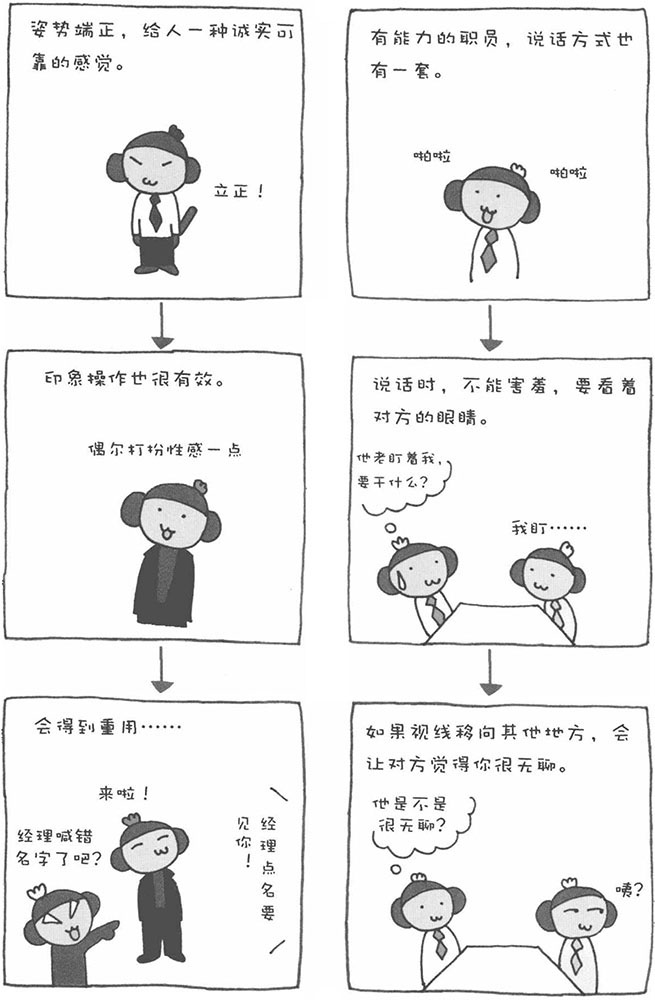 姿势端正，给人一种诚实可
靠的感觉。
立正！
印象操作也很有效。
偶尔打扮性感一点
会得到重用……
来啦！
经理喊错
名字了吧？
经理点名要
见你！
有能力的职员，说话方式也
有一套。
啪啦
啪啦
说话时，不能害羞，要看着
对方的眼睛。
他老盯着我，
要干什么？
我盯……
如果视线移向其他地方，会
让对方觉得你很无聊。
他是不是
很无聊？
咦？